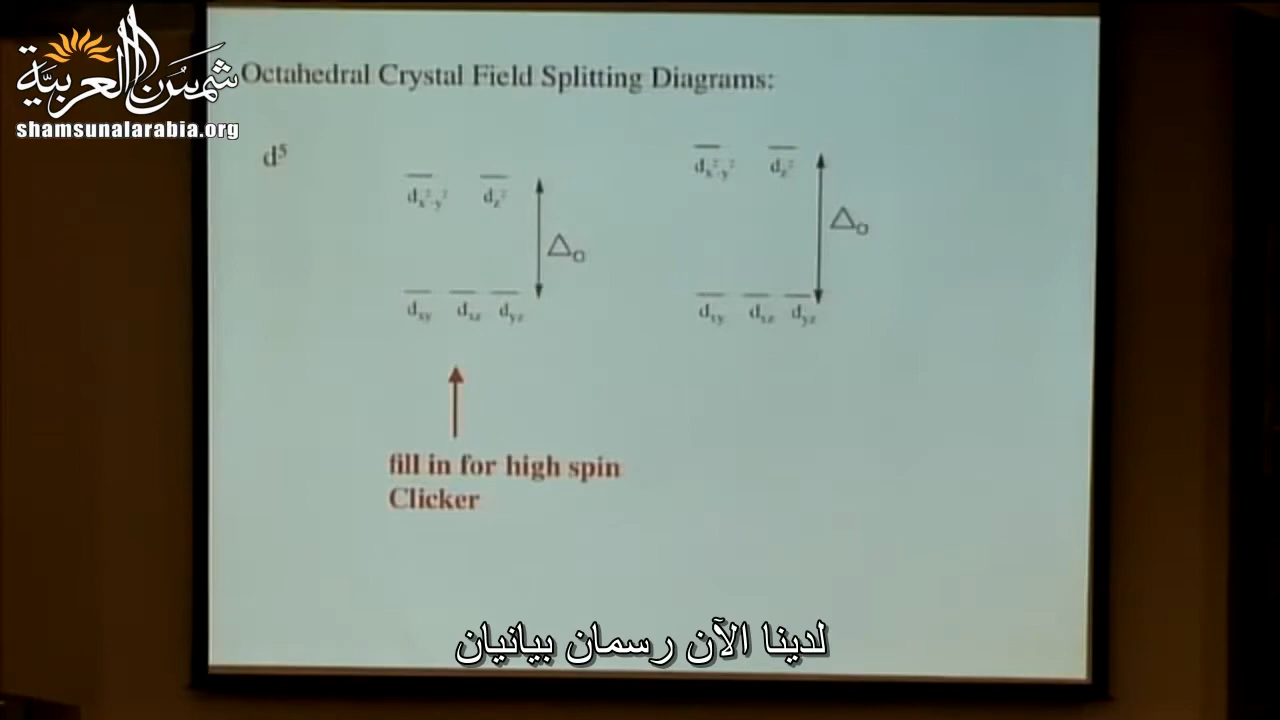 شمسٌ العربيّة
shamsunalarabia.org
Octahedral Crystal Field Splitting Diagrams:
d⁵
dx²-y² dz²
Δo
dxy dxz dyz
dx²-y² dz²
Δo
dxy dxz dyz
fill in for high spin
Clicker
لدينا الآن رسمان بيانيان